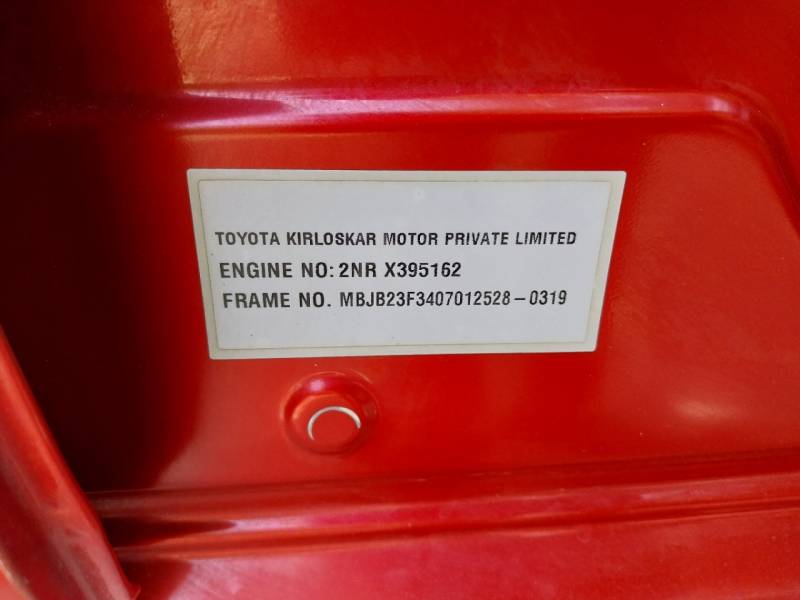 TOYOTA KIRLOSKAR MOTOR PRIVATE LIMITED
ENGINE NO: 2NR X395162
FRAME NO. MBJB23F3407012528–0319